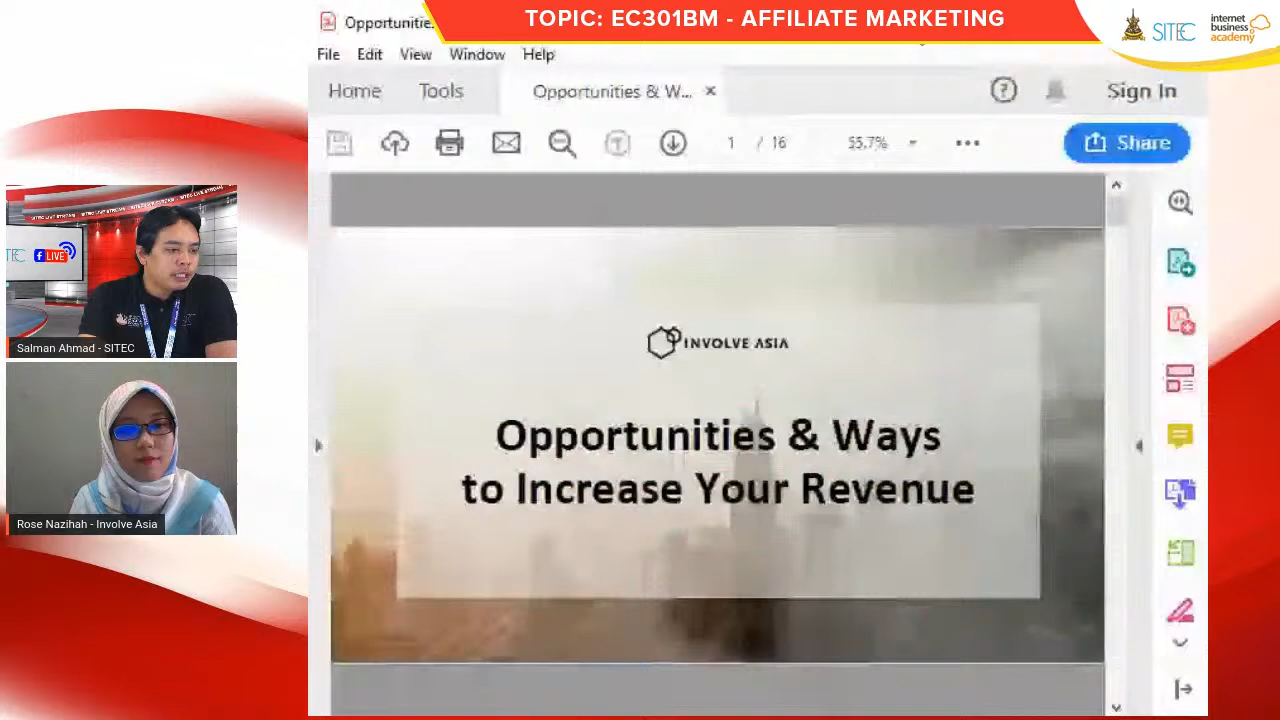 TOPIC: EC301BM - AFFILIATE MARKETING
SITEC
internet
business
academy
Opportunitie...
File Edit View Window Help
Home Tools Opportunities & W... × Sign In
1 / 16 55.7% Share
INVOLVE ASIA
Opportunities & Ways
to Increase Your Revenue
LIVE
Salman Ahmad - SITEC
Rose Nazihah - Involve Asia